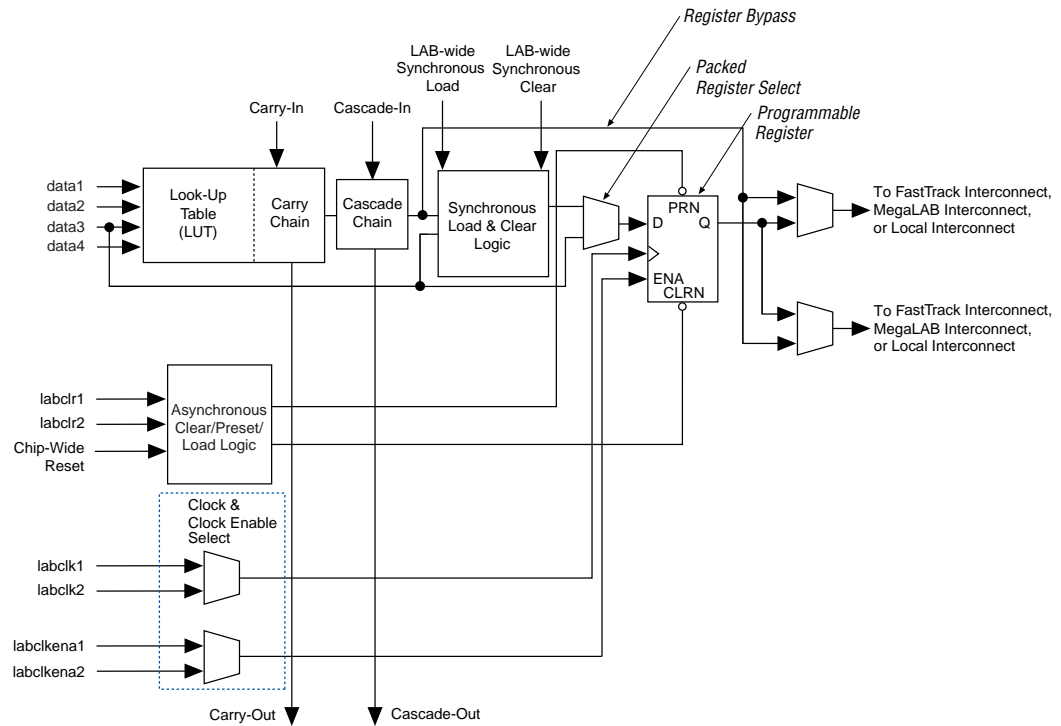 Register Bypass
LAB-wide
Synchronous
Load
LAB-wide
Synchronous
Clear
Packed
Register Select
Programmable
Register
Carry-In
Cascade-In
data1
data2
data3
data4
Look-Up
Table
(LUT)
Carry
Chain
Cascade
Chain
Synchronous
Load & Clear
Logic
PRN
D
Q
ENA
CLRN
To FastTrack Interconnect,
MegaLAB Interconnect,
or Local Interconnect
To FastTrack Interconnect,
MegaLAB Interconnect,
or Local Interconnect
labclr1
labclr2
Chip-Wide
Reset
Asynchronous
Clear/Preset/
Load Logic
Clock &
Clock Enable
Select
labclk1
labclk2
labclkena1
labclkena2
Carry-Out
Cascade-Out